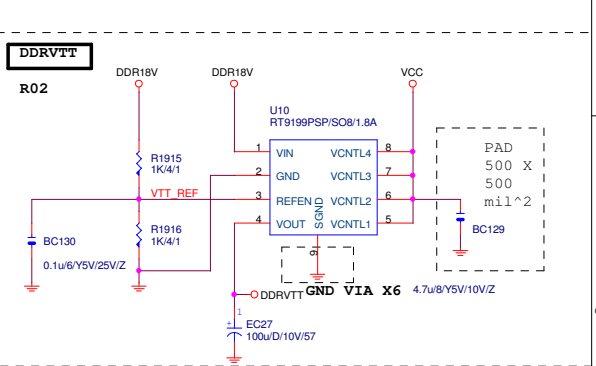 DDRVTT
R02
DDR18V
DDR18V
VCC
U10
RT9199PSP/SO8/1.8A
1
VIN
VCNTL4
8
2
GND
VCNTL3
7
3
REFEN
VCNTL2
6
4
VOUT
VCNTL1
5
SGND
9
R1915
1K/4/1
VTT_REF
R1916
1K/4/1
BC130
0.1u/6/Y5V/25V/Z
PAD
500 X
500
mil^2
BC129
4.7u/8/Y5V/10V/Z
DDRVTT
GND VIA X6
1
+
EC27
100u/D/10V/57